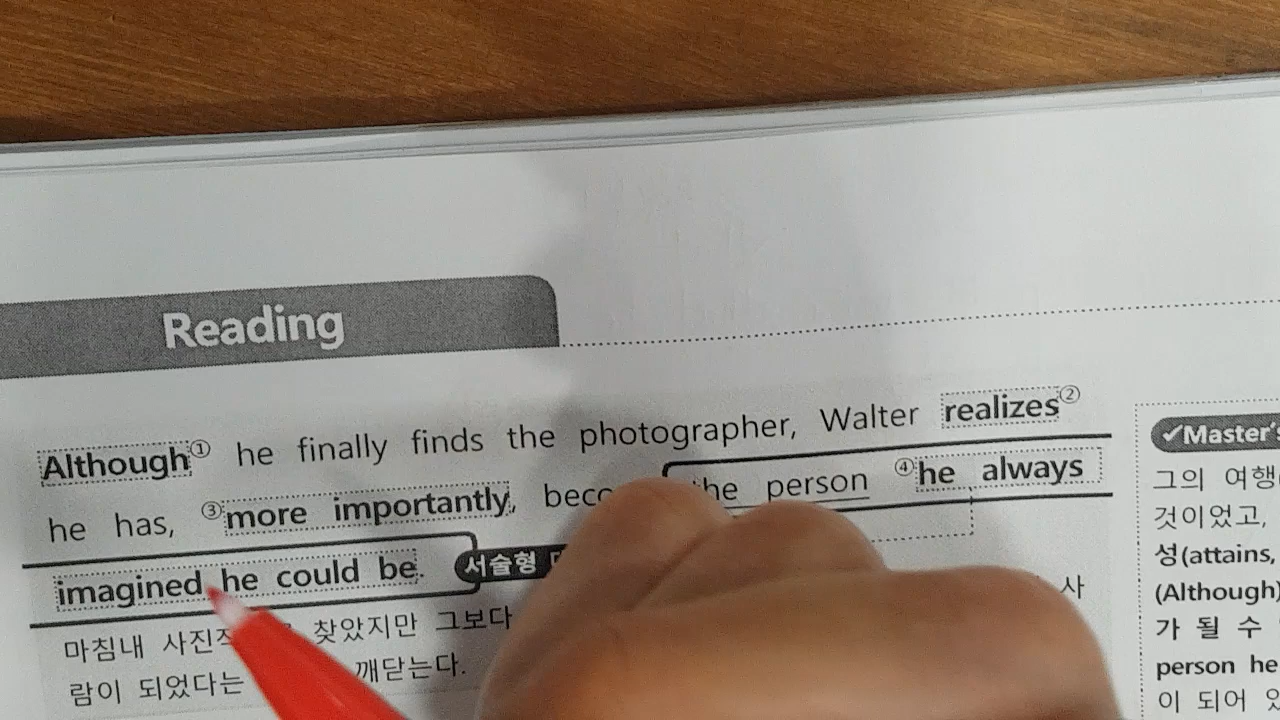 Reading
Although① he finally finds the photographer, Walter realizes②
he has, ③more importantly, person ④he always
imagined he could be. 서술형
마침내 찾았지만 그보다 사
람이 되었다는 깨닫는다.
✓Master's
그의 여행
것이었고,
성(attains,
(Although)
가 될 수
person he
이 되어 있